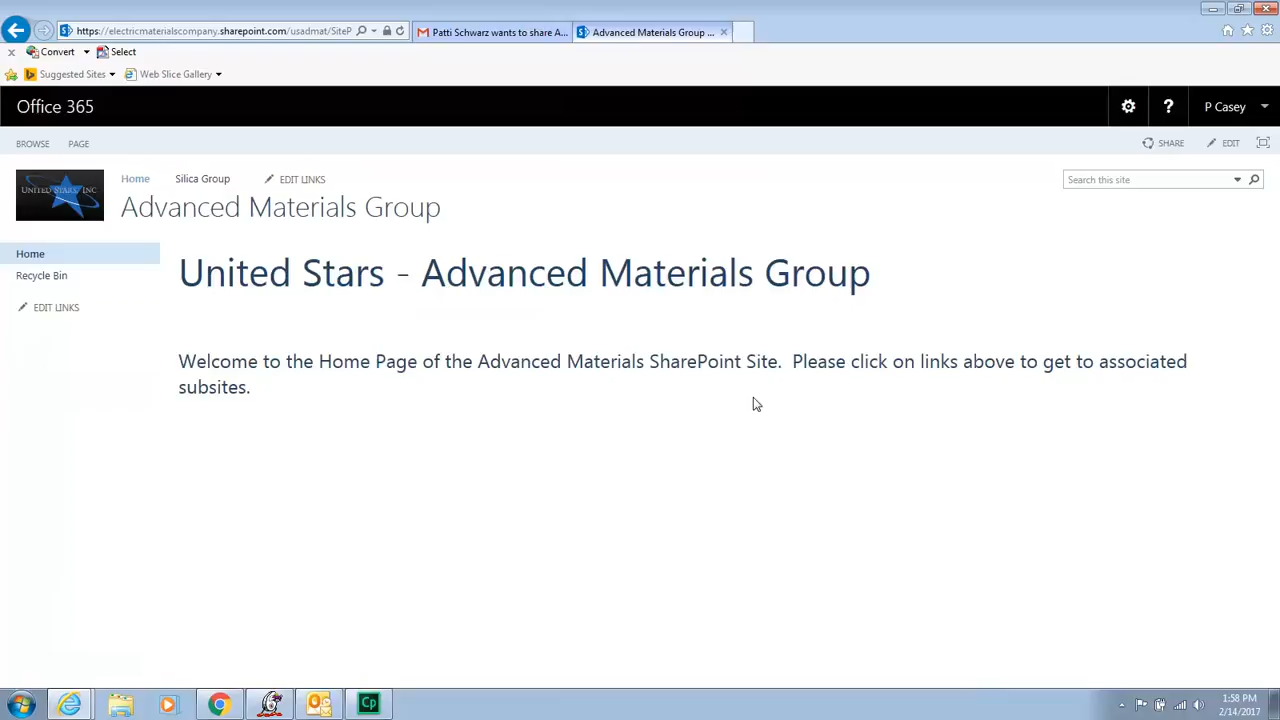 https://electricmaterialscompany.sharepoint.com/usadmat/SiteP
Patti Schwarz wants to share A...
Advanced Materials Group ...
Convert
Select
Suggested Sites
Web Slice Gallery
Office 365
P Casey
BROWSE
PAGE
SHARE
EDIT
UNITED STARS, INC
Home
Silica Group
EDIT LINKS
Search this site
Advanced Materials Group
Home
Recycle Bin
EDIT LINKS
United Stars - Advanced Materials Group
Welcome to the Home Page of the Advanced Materials SharePoint Site. Please click on links above to get to associated
subsites.
Cp
1:58 PM
2/14/2017